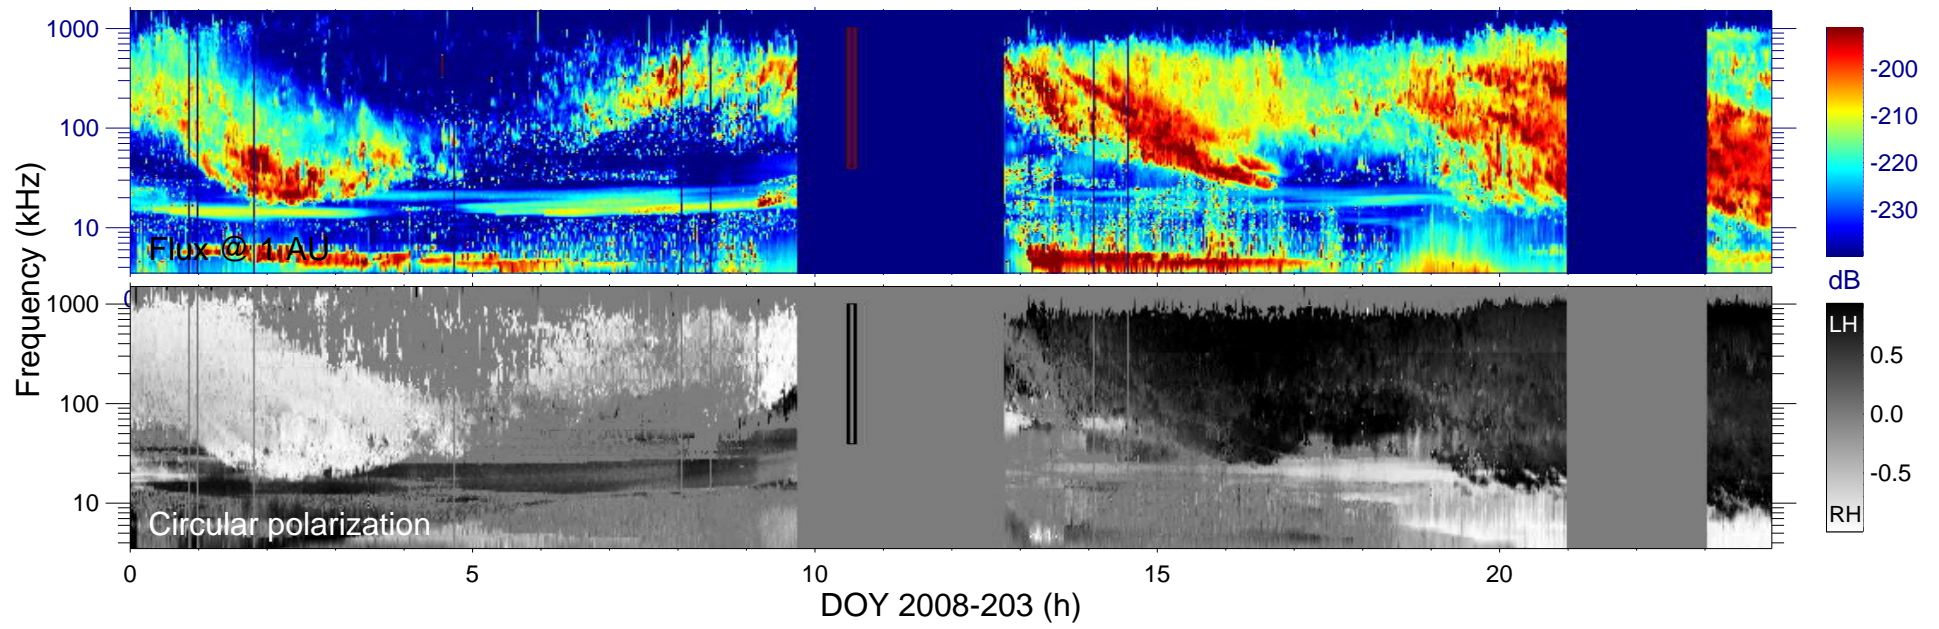 1000
100
10
Flux @ 1 AU
0
-200
-210
-220
-230
dB
Frequency (kHz)
1000
100
10
Circular polarization
LH
0.5
0.0
-0.5
RH
0
5
10
15
20
DOY 2008-203 (h)